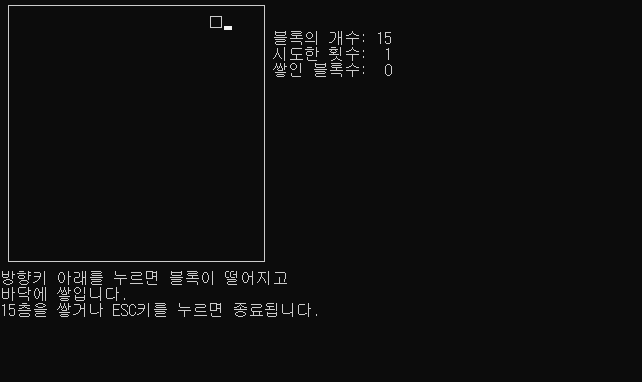 블록의 개수: 15
시도한 횟수: 1
쌓인 블록수: 0
방향키 아래를 누르면 블록이 떨어지고
바닥에 쌓입니다.
15층을 쌓거나 ESC키를 누르면 종료됩니다.